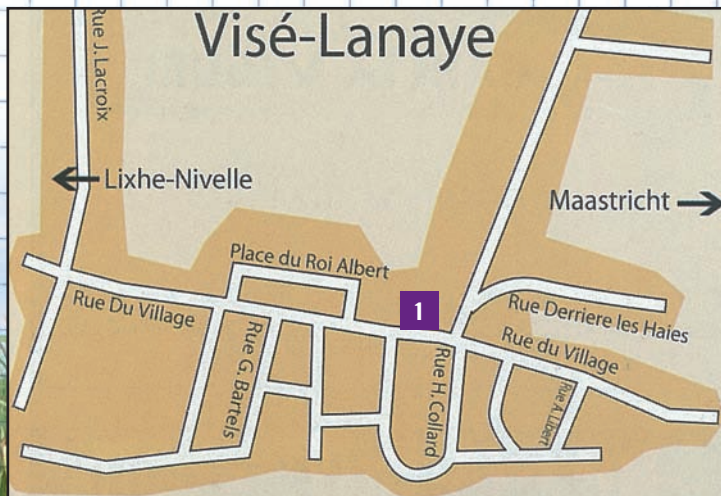 Visé-Lanaye
Rue J. Lacroix
Lixhe-Nivelle
Maastricht
Place du Roi Albert
1
Rue Du Village
Rue Derriere les Haies
Rue G. Bartels
Rue H. Collard
Rue du Village
Rue A. Libert